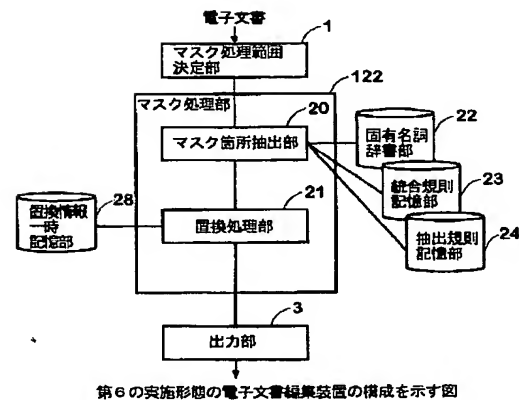 電子文書
1
マスク処理範囲
決定部
122
マスク処理部
20
マスク箇所抽出部
22
固有名詞
辞書部
23
統合規則
記憶部
24
抽出規則
記憶部
21
置換処理部
28
置換情報
一時
記憶部
3
出力部
第6の実施形態の電子文書編集装置の構成を示す図